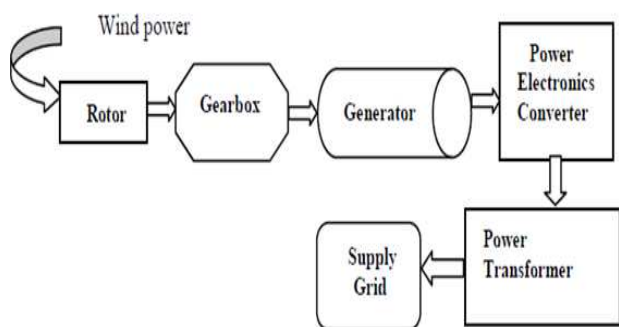 Wind power
Rotor
Gearbox
Generator
Power
Electronics
Converter
Power
Transformer
Supply
Grid